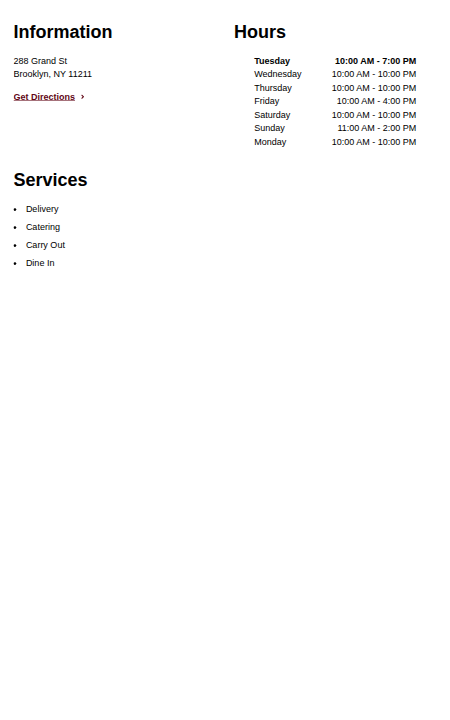 Information
288 Grand St
Brooklyn, NY 11211
Get Directions ›
Hours
Tuesday 10:00 AM - 7:00 PM
Wednesday 10:00 AM - 10:00 PM
Thursday 10:00 AM - 10:00 PM
Friday 10:00 AM - 4:00 PM
Saturday 10:00 AM - 10:00 PM
Sunday 11:00 AM - 2:00 PM
Monday 10:00 AM - 10:00 PM
Services
• Delivery
• Catering
• Carry Out
• Dine In